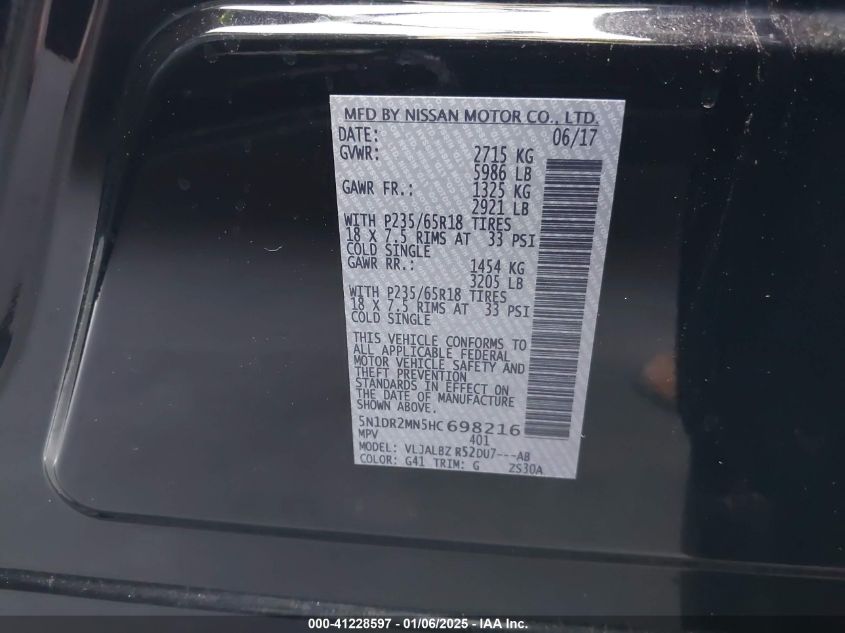 MFD BY NISSAN MOTOR CO., LTD.
DATE: 06/17
GVWR: 2715 KG
5986 LB
GAWR FR.: 1325 KG
2921 LB
WITH P235/65R18 TIRES
18 X 7.5 RIMS AT 33 PSI
COLD SINGLE
GAWR RR.: 1454 KG
3205 LB
WITH P235/65R18 TIRES
18 X 7.5 RIMS AT 33 PSI
COLD SINGLE
THIS VEHICLE CONFORMS TO
ALL APPLICABLE FEDERAL
MOTOR VEHICLE SAFETY AND
THEFT PREVENTION
STANDARDS IN EFFECT ON
THE DATE OF MANUFACTURE
SHOWN ABOVE.
5N1DR2MN5HC698216
MPV 401
MODEL: VLJALBZ R52DU7---AB
COLOR: G41 TRIM: G ZS30A
000-41228597 - 01/06/2025 - IAAI Inc.